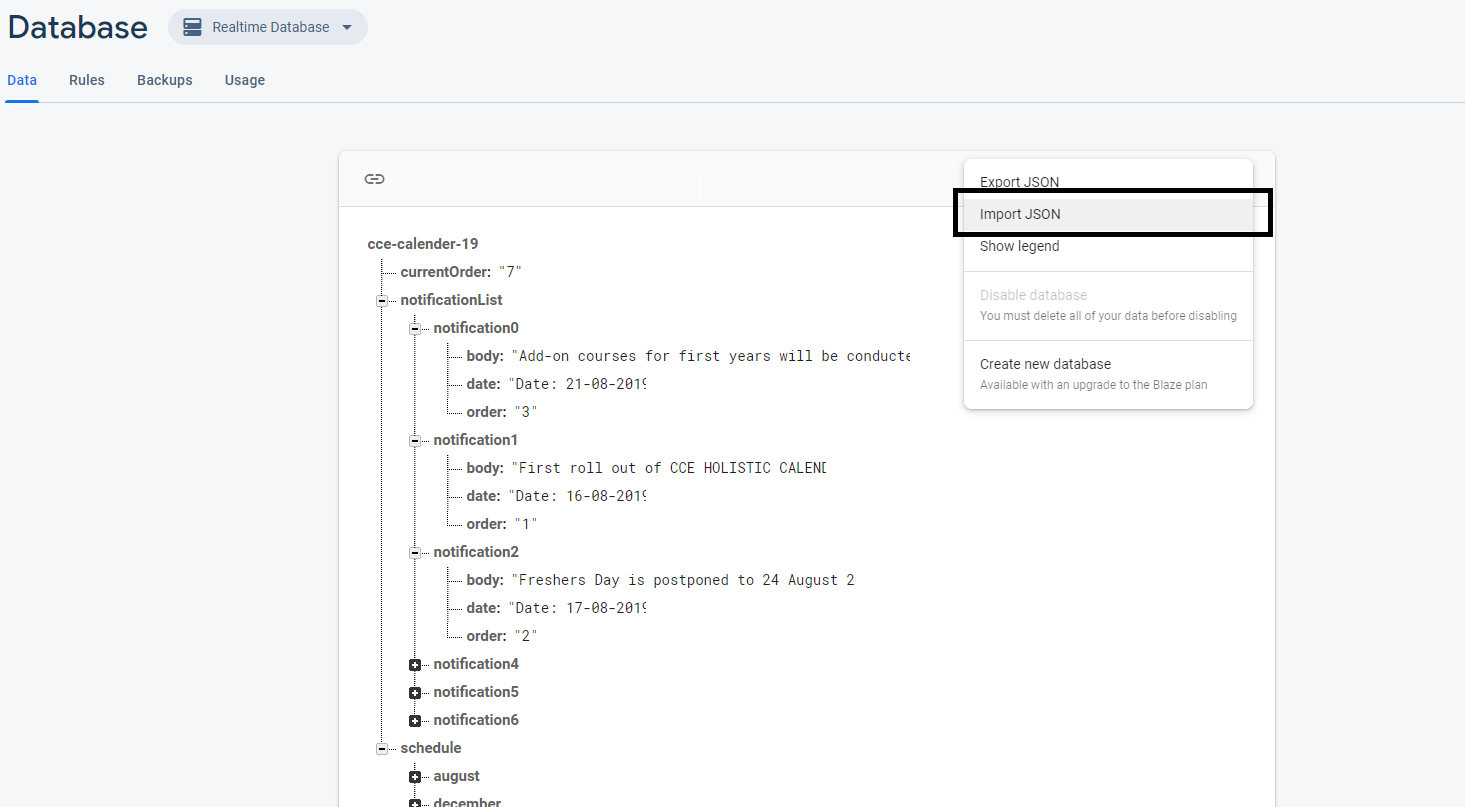 Database
Realtime Database
Data Rules Backups Usage
Export JSON
Import JSON
Show legend
Disable database
You must delete all of your data before disabling
Create new database
Available with an upgrade to the Blaze plan
cce-calender-19
currentOrder: "7"
notificationList
notification0
body: "Add-on courses for first years will be conducte
date: "Date: 21-08-2019
order: "3"
notification1
body: "First roll out of CCE HOLISTIC CALEND
date: "Date: 16-08-2019
order: "1"
notification2
body: "Freshers Day is postponed to 24 August 2
date: "Date: 17-08-2019
order: "2"
notification4
notification5
notification6
schedule
august
december